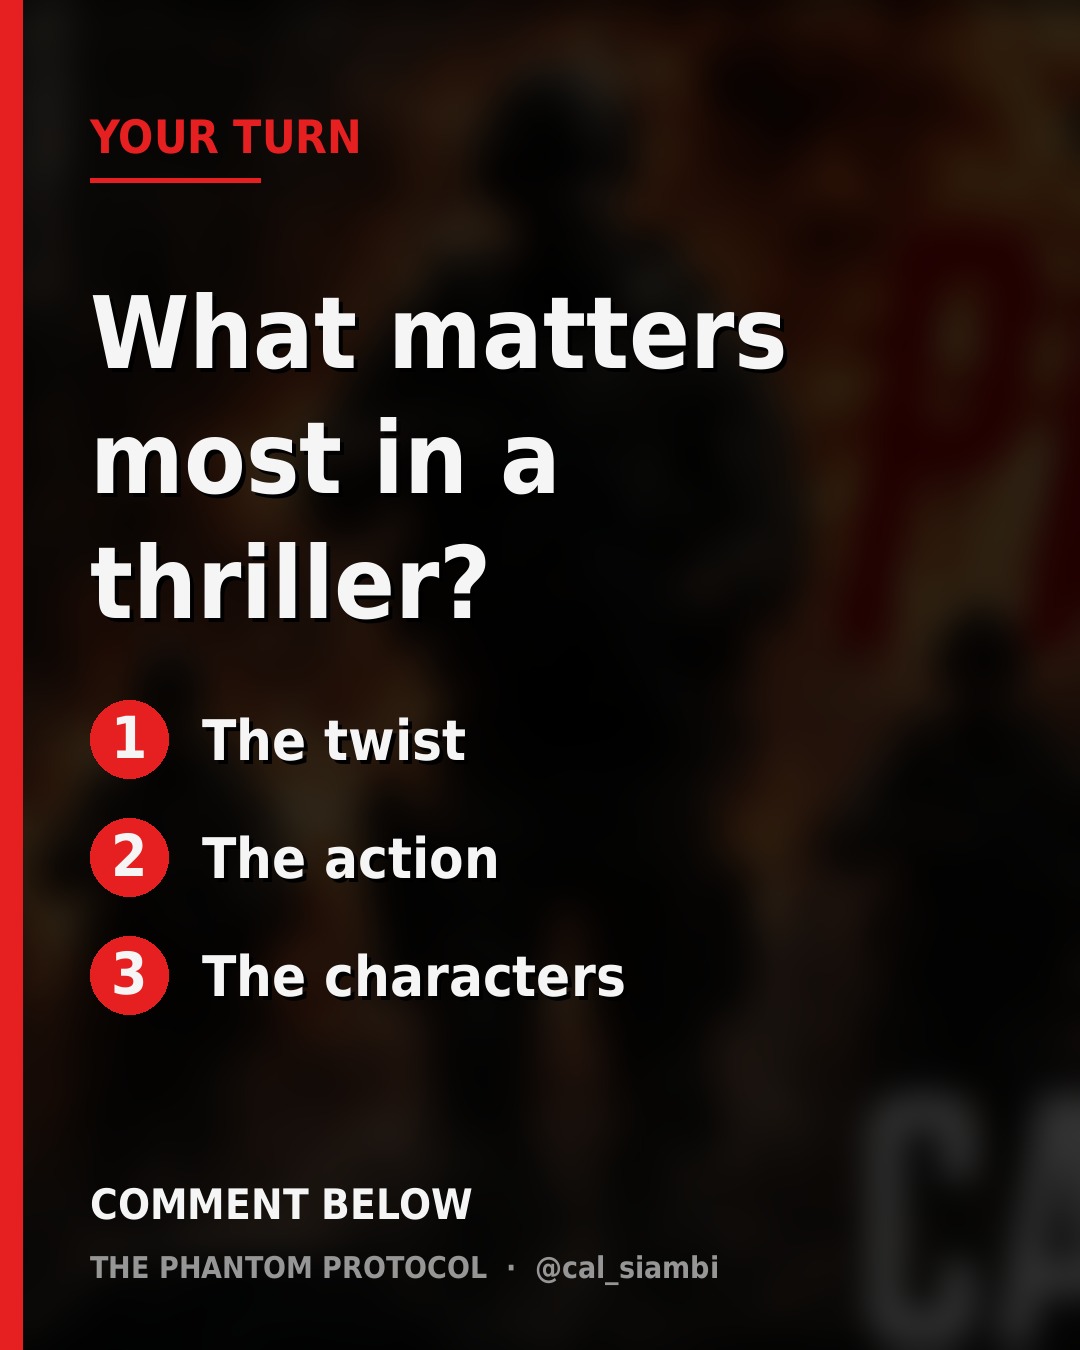 YOUR TURN
What matters
most in a
thriller?
1 The twist
2 The action
3 The characters
COMMENT BELOW
THE PHANTOM PROTOCOL · @cal_siambi